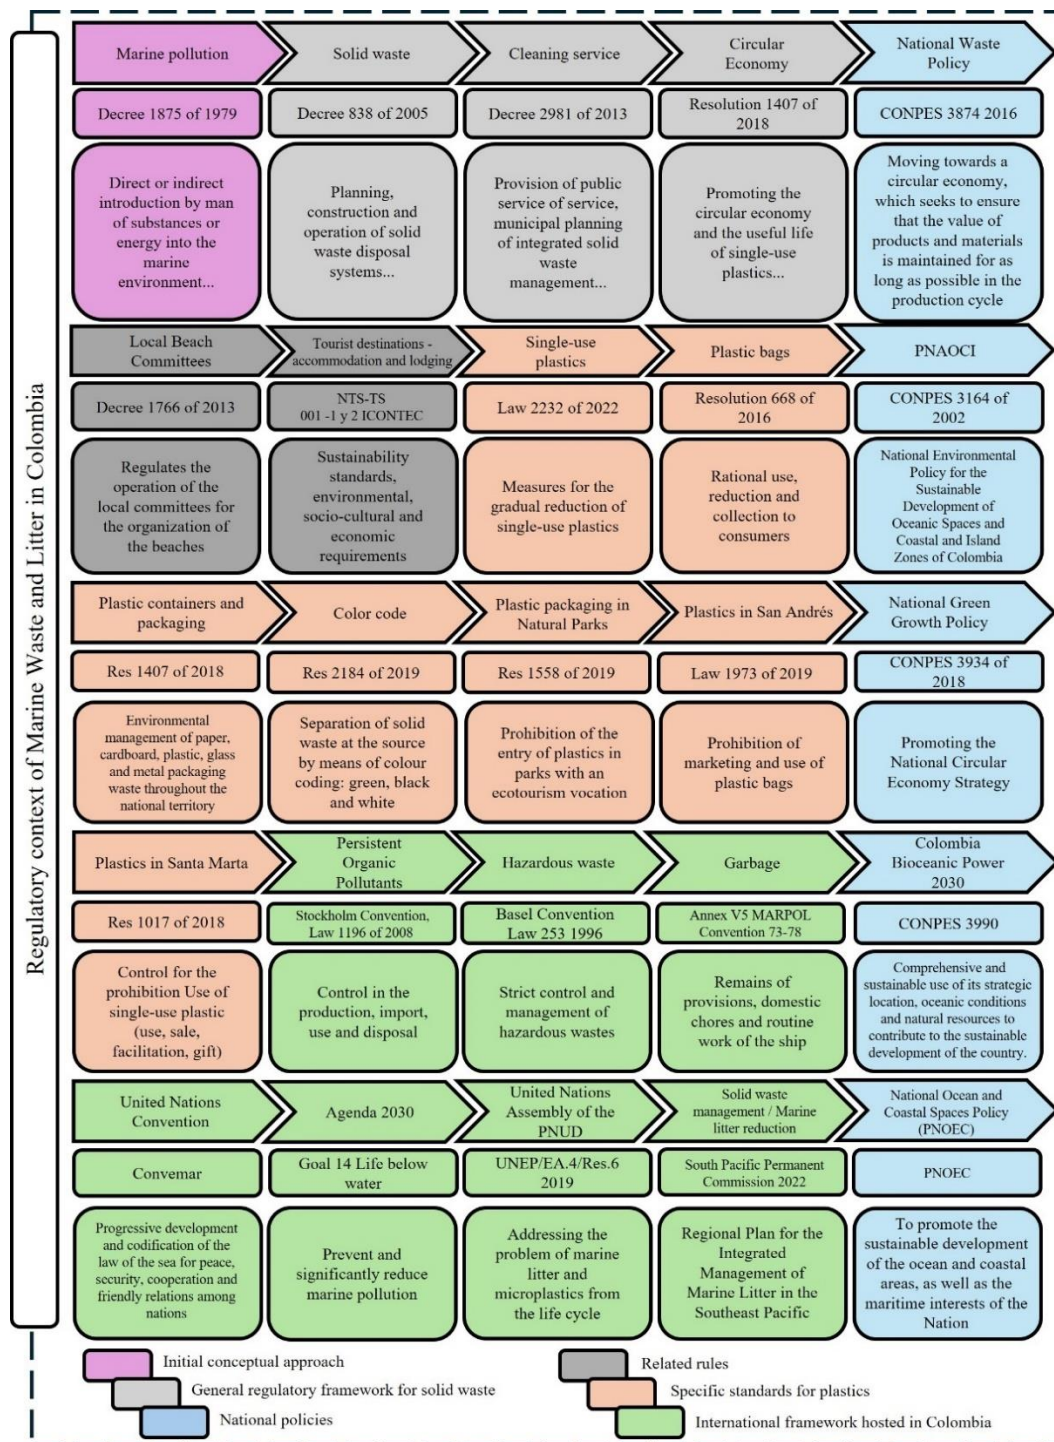 Regulatory context of Marine Waste and Litter in Colombia
Marine pollution
Solid waste
Cleaning service
Circular
Economy
National Waste
Policy
Decree 1875 of 1979
Decree 838 of 2005
Decree 2981 of 2013
Resolution 1407 of
2018
CONPES 3874 2016
Direct or indirect
introduction by man
of substances or
energy into the
marine
environment...
Planning,
construction and
operation of solid
waste disposal
systems...
Provision of public
service of service,
municipal planning
of integrated solid
waste
management...
Promoting the
circular economy
and the useful life
of single-use
plastics...
Moving towards a
circular economy,
which seeks to ensure
that the value of
products and materials
is maintained for as
long as possible in the
production cycle
Local Beach
Committees
Tourist destinations -
accommodation and lodging
Single-use
plastics
Plastic bags
PNAOCI
Decree 1766 of 2013
NTS-TS
001 -1 y 2 ICONTEC
Law 2232 of 2022
Resolution 668 of
2016
CONPES 3164 of
2002
Regulates the
operation of the
local committees for
the organization of
the beaches
Sustainability
standards,
environmental,
socio-cultural and
economic
requirements
Measures for the
gradual reduction of
single-use plastics
Rational use,
reduction and
collection to
consumers
National Environmental
Policy for the
Sustainable
Development of
Oceanic Spaces and
Coastal and Island
Zones of Colombia
Plastic containers and
packaging
Color code
Plastic packaging in
Natural Parks
Plastics in San Andrés
National Green
Growth Policy
Res 1407 of 2018
Res 2184 of 2019
Res 1558 of 2019
Law 1973 of 2019
CONPES 3934 of
2018
Environmental
management of paper,
cardboard, plastic, glass
and metal packaging
waste throughout the
national territory
Separation of solid
waste at the source
by means of colour
coding: green, black
and white
Prohibition of the
entry of plastics in
parks with an
ecotourism vocation
Prohibition of
marketing and use of
plastic bags
Promoting the
National Circular
Economy Strategy
Plastics in Santa Marta
Persistent
Organic
Pollutants
Hazardous waste
Garbage
Colombia
Bioceanic Power
2030
Res 1017 of 2018
Stockholm Convention,
Law 1196 of 2008
Basel Convention
Law 253 1996
Annex V5 MARPOL
Convention 73-78
CONPES 3990
Control for the
prohibition Use of
single-use plastic
(use, sale,
facilitation, gift)
Control in the
production, import,
use and disposal
Strict control and
management of
hazardous wastes
Remains of
provisions, domestic
chores and routine
work of the ship
Comprehensive and
sustainable use of its strategic
location, oceanic conditions
and natural resources to
contribute to the sustainable
development of the country.
United Nations
Convention
Agenda 2030
United Nations
Assembly of the
PNUD
Solid waste
management / Marine
litter reduction
National Ocean and
Coastal Spaces Policy
(PNOEC)
Convemar
Goal 14 Life below
water
UNEP/EA.4/Res.6
2019
South Pacific Permanent
Commission 2022
PNOEC
Progressive development
and codification of the
law of the sea for peace,
security, cooperation and
friendly relations among
nations
Prevent and
significantly reduce
marine pollution
Addressing the
problem of marine
litter and
microplastics from
the life cycle
Regional Plan for the
Integrated
Management of
Marine Litter in the
Southeast Pacific
To promote the
sustainable development
of the ocean and coastal
areas, as well as the
maritime interests of the
Nation
Initial conceptual approach
General regulatory framework for solid waste
National policies
Related rules
Specific standards for plastics
International framework hosted in Colombia